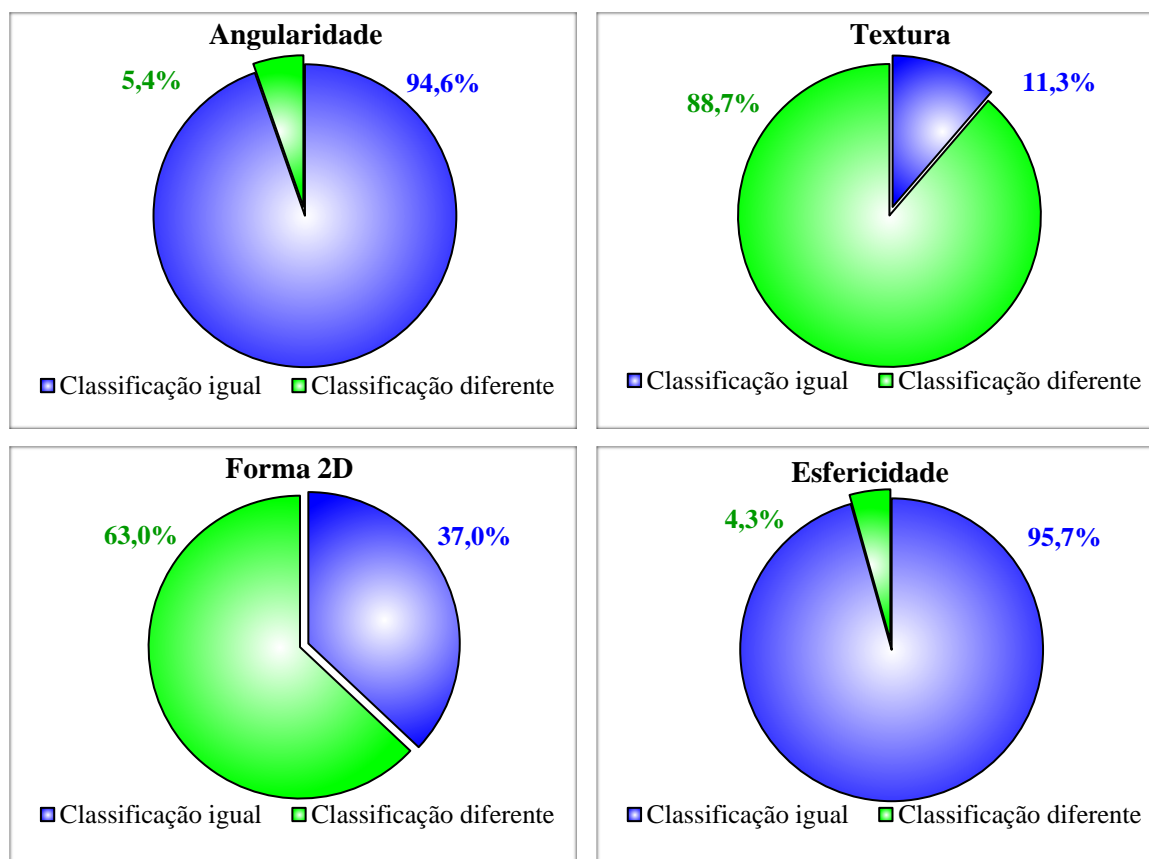 Angularidade
5,4%
94,6%
Classificação igual Classificação diferente
Textura
88,7%
11,3%
Classificação igual Classificação diferente
Forma 2D
63,0%
37,0%
Classificação igual Classificação diferente
Esfericidade
4,3%
95,7%
Classificação igual Classificação diferente